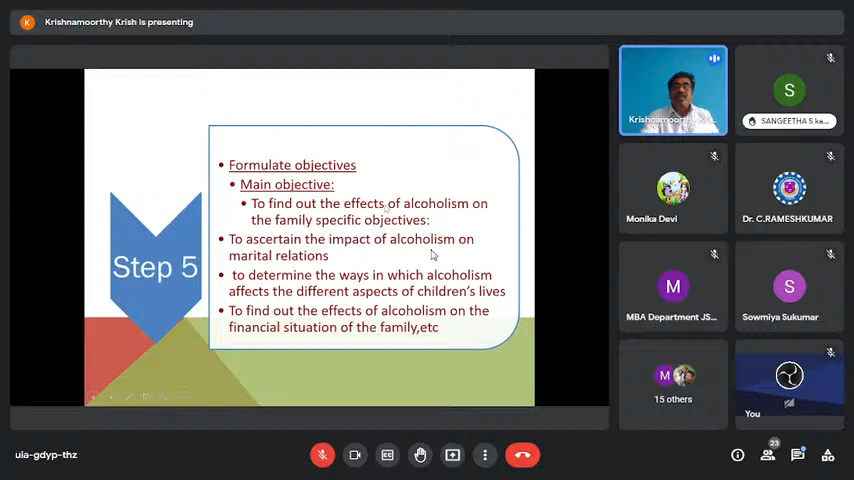 K
Krishnamoorthy Krish is presenting
• Formulate objectives
• Main objective:
• To find out the effects of alcoholism on
the family specific objectives:
• To ascertain the impact of alcoholism on
marital relations
• to determine the ways in which alcoholism
affects the different aspects of children's lives
• To find out the effects of alcoholism on the
financial situation of the family,etc
Step 5
Krishnamoorthy K...
S
SANGEETHA S ka...
Monika Devi
Dr. C.RAMESHKUMAR
M
MBA Department JS...
S
Sowmiya Sukumar
M
15 others
You
uia-gdyp-thz
23